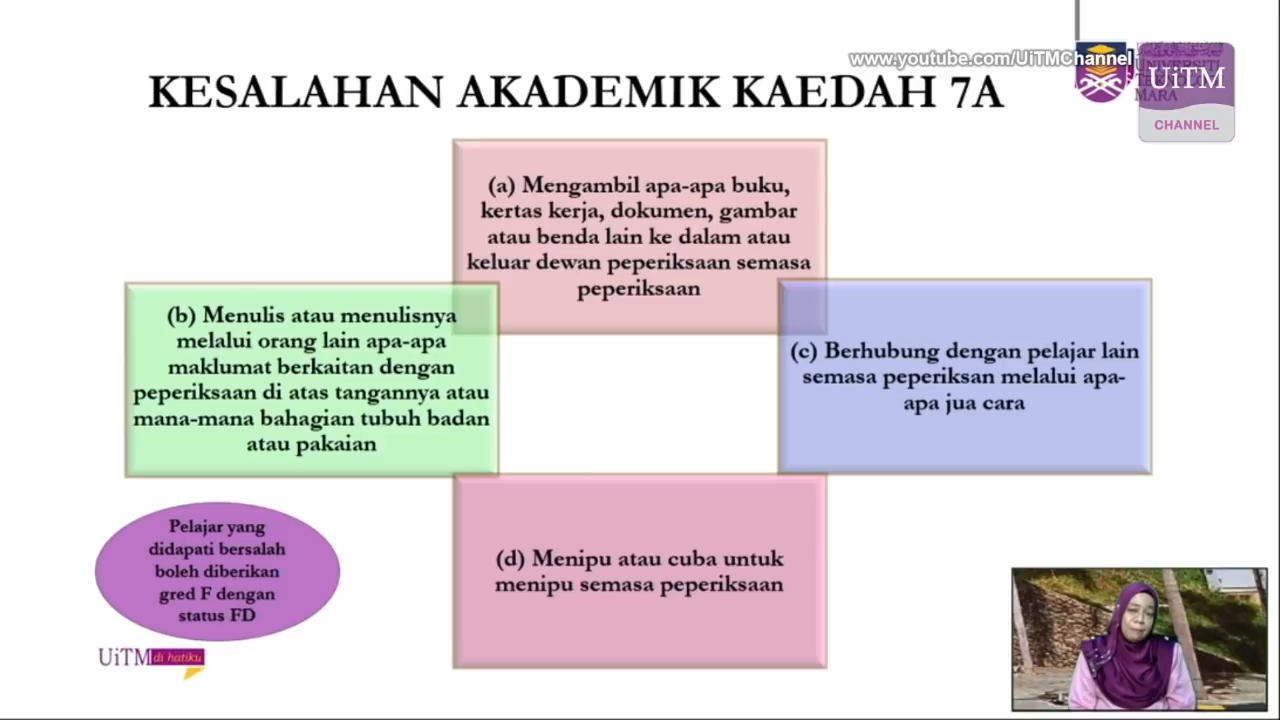 www.youtube.com/UiTMChannel
UiTM
CHANNEL
MARA
KESALAHAN AKADEMIK KAEDAH 7A
(a) Mengambil apa-apa buku,
kertas kerja, dokumen, gambar
atau benda lain ke dalam atau
keluar dewan peperiksaan semasa
peperiksaan
(b) Menulis atau menulisnya
melalui orang lain apa-apa
maklumat berkaitan dengan
peperiksaan di atas tangannya atau
mana-mana bahagian tubuh badan
atau pakaian
(c) Berhubung dengan pelajar lain
semasa peperiksan melalui apa-
apa jua cara
(d) Menipu atau cuba untuk
menipu semasa peperiksaan
Pelajar yang
didapati bersalah
boleh diberikan
gred F dengan
status FD
UiTM di hatiku